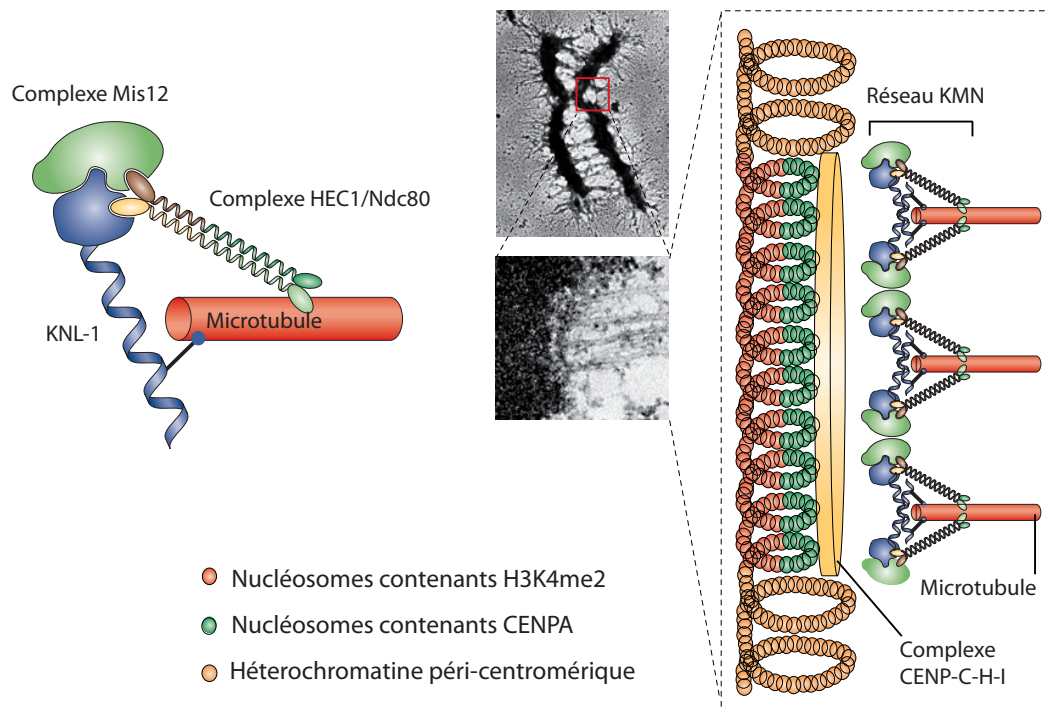 Complexe Mis12
Complexe HEC1/Ndc80
KNL-1
Microtubule
Réseau KMN
Microtubule
Complexe
CENP-C-H-I
Nucléosomes contenants H3K4me2
Nucléosomes contenants CENPA
Héterochromatine péri-centromérique